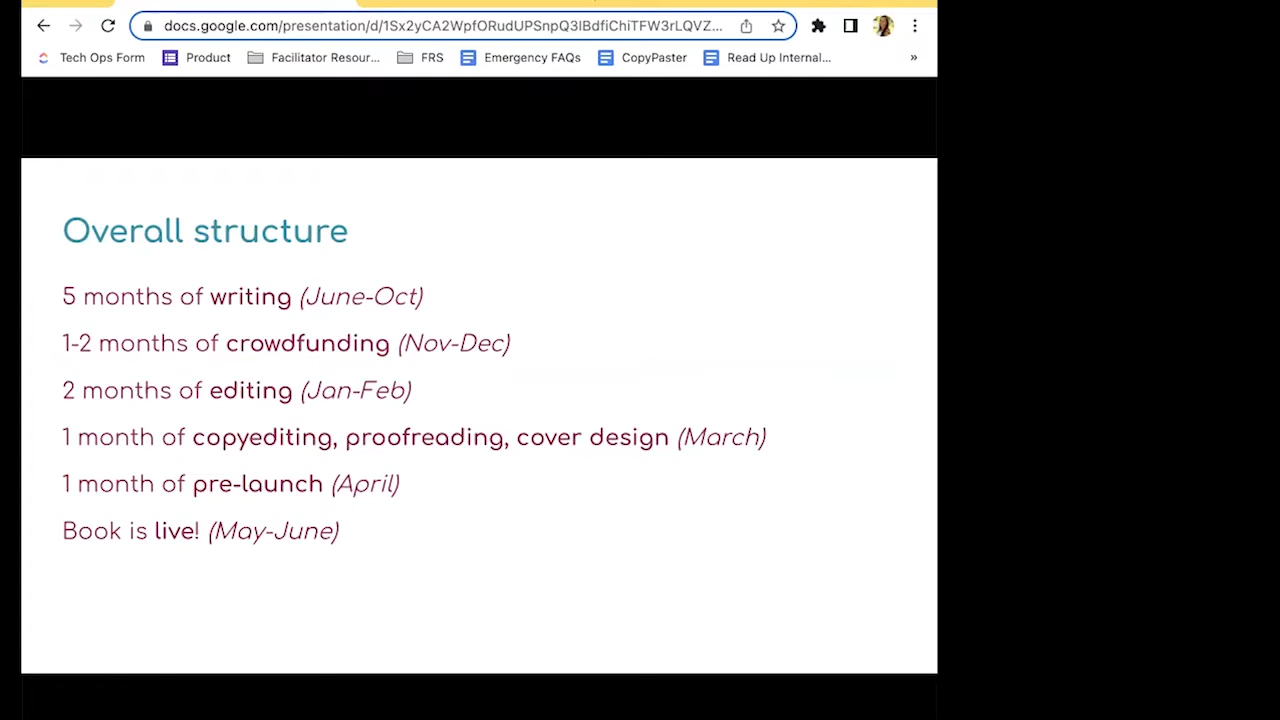 docs.google.com/presentation/d/1Sx2yCA2WpfORudUPSnpQ3lBdfiChiTFW3rLQVZ...
Tech Ops Form Product Facilitator Resour... FRS Emergency FAQs CopyPaster Read Up Internal... »
Overall structure
5 months of writing (June-Oct)
1-2 months of crowdfunding (Nov-Dec)
2 months of editing (Jan-Feb)
1 month of copyediting, proofreading, cover design (March)
1 month of pre-launch (April)
Book is live! (May-June)